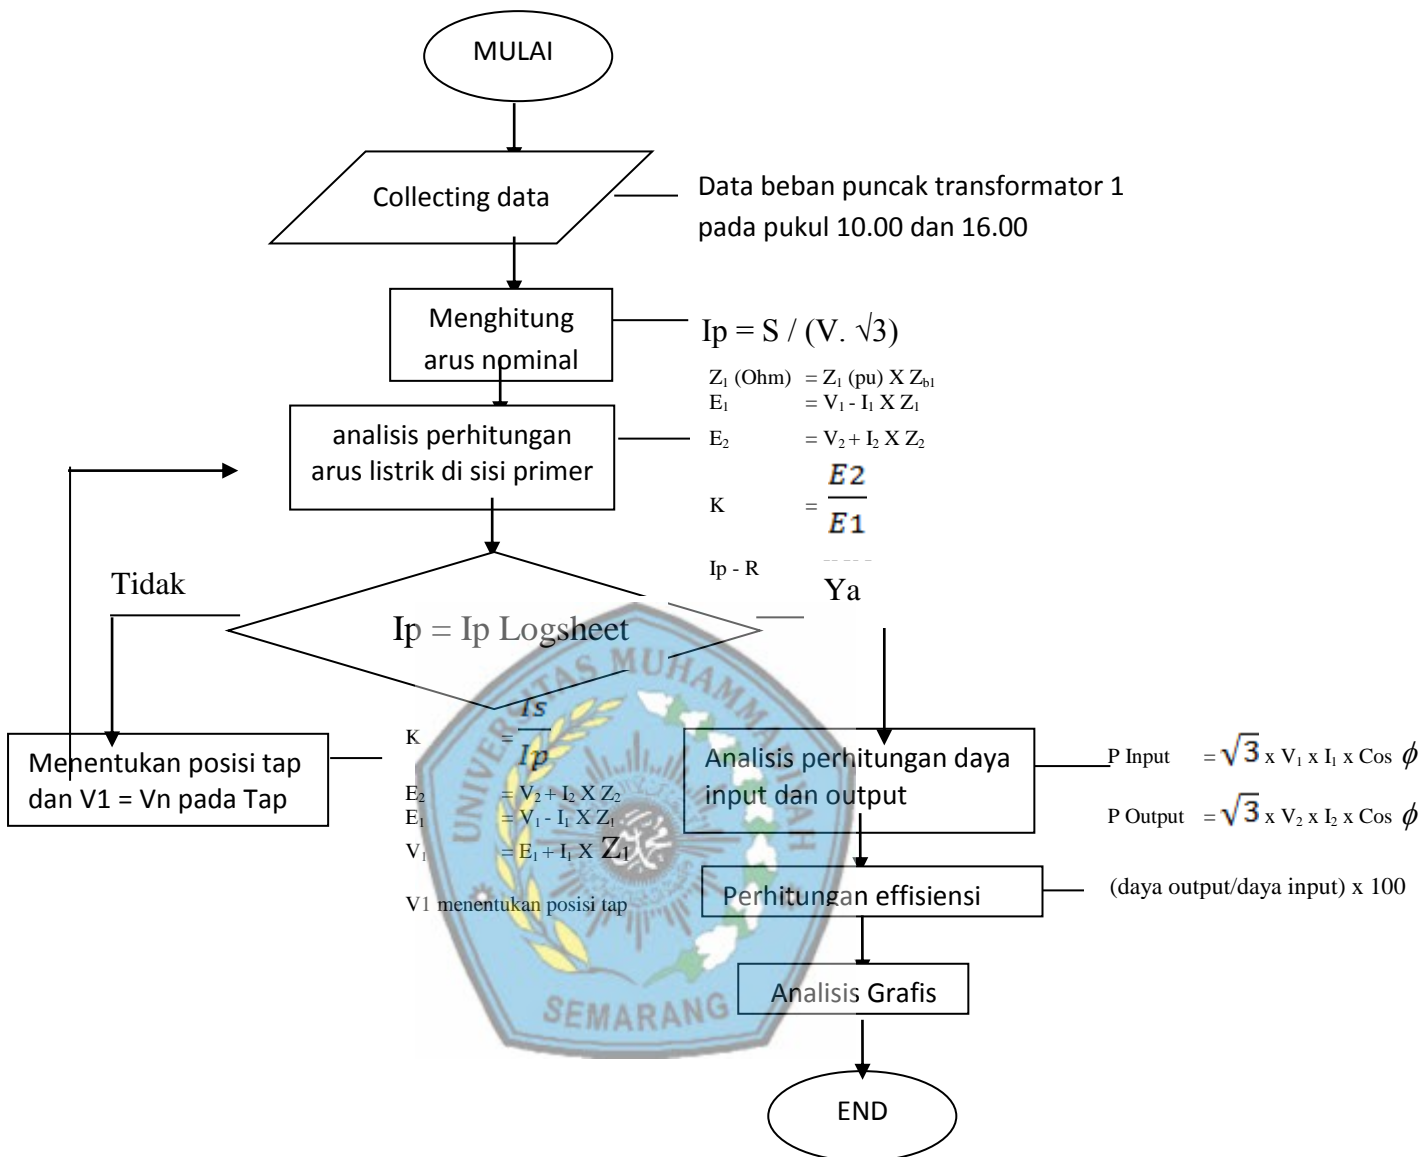 MULAI
Collecting data
Data beban puncak transformator 1
pada pukul 10.00 dan 16.00
Menghitung
arus nominal
Ip = S / (V. √3)
Z₁ (Ohm) = Z₁ (pu) X Z_b1
E₁ = V₁ - I₁ X Z₁
analisis perhitungan
arus listrik di sisi primer
E₂ = V₂ + I₂ X Z₂
K = E2/E1
Ip - R
Tidak
Ya
Ip = Ip Logsheet
Menentukan posisi tap
dan V1 = Vn pada Tap
K = Is/Ip
E₂ = V₂ + I₂ X Z₂
E₁ = V₁ - I₁ X Z₁
V₁ = E₁ + I₁ X Z₁
V1 menentukan posisi tap
Analisis perhitungan daya
input dan output
P Input = √3 x V₁ x I₁ x Cos ϕ
P Output = √3 x V₂ x I₂ x Cos ϕ
Perhitungan effisiensi
(daya output/daya input) x 100
Analisis Grafis
END
UNIVERSITAS MUHAMMADIYAH
SEMARANG